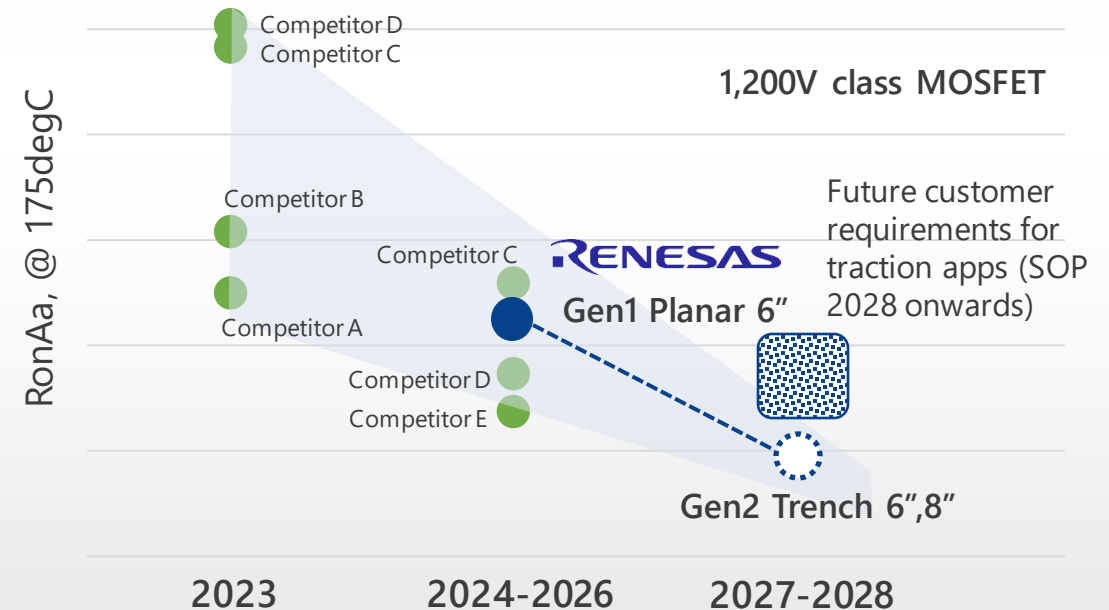 RonAa, @ 175degC
Competitor D
Competitor C
1,200V class MOSFET
Competitor B
Competitor A
Competitor C
RENESAS
Gen1 Planar 6”
Competitor D
Competitor E
Future customer
requirements for
traction apps (SOP
2028 onwards)
Gen2 Trench 6”,8”
2023
2024-2026
2027-2028